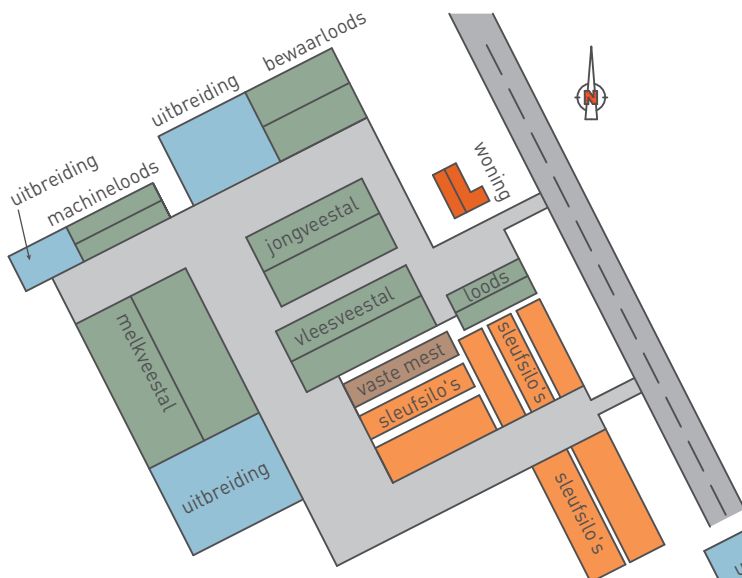 bewaarloods
uitbreiding
uitbreiding
machineloods
N
woning
jongveestal
loods
vleesveestal
melkveestal
vaste mest
sleufsilo's
sleufsilo's
uitbreiding
sleufsilo's